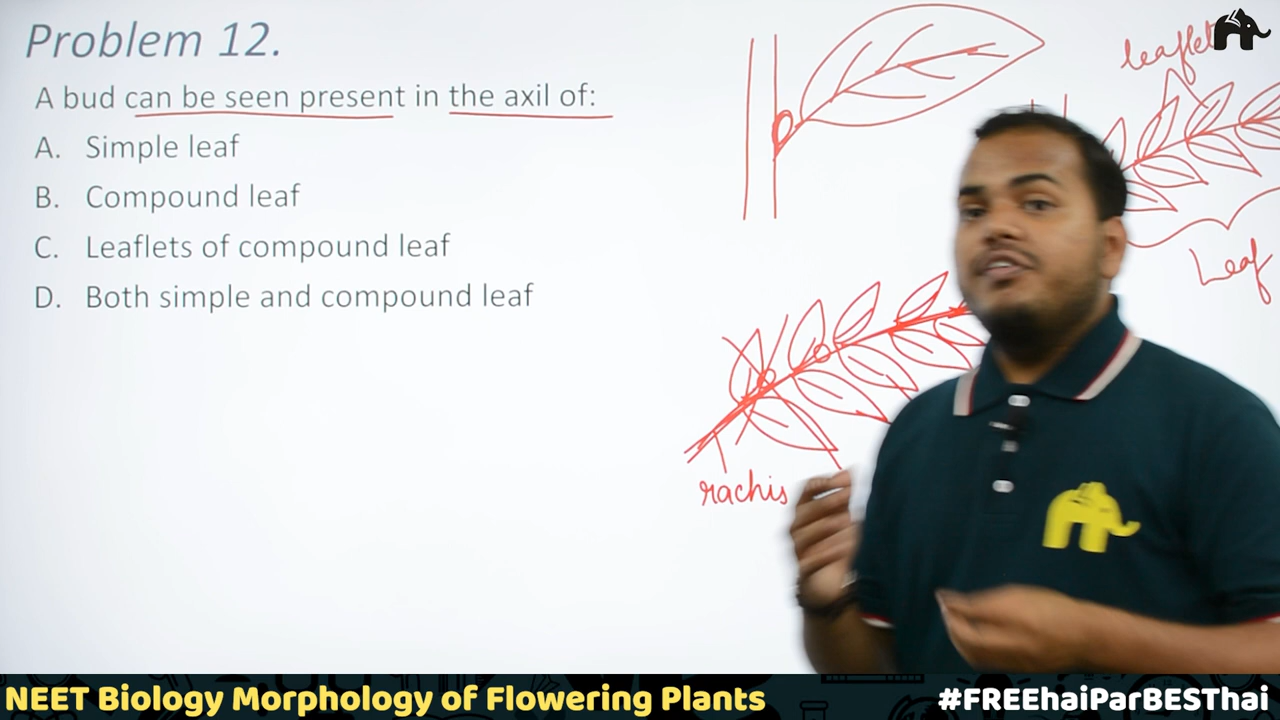 Problem 12.
A bud can be seen present in the axil of:
A. Simple leaf
B. Compound leaf
C. Leaflets of compound leaf
D. Both simple and compound leaf
leaflet
Leaf
rachis
NEET Biology Morphology of Flowering Plants
#FREEhaiParBESThai